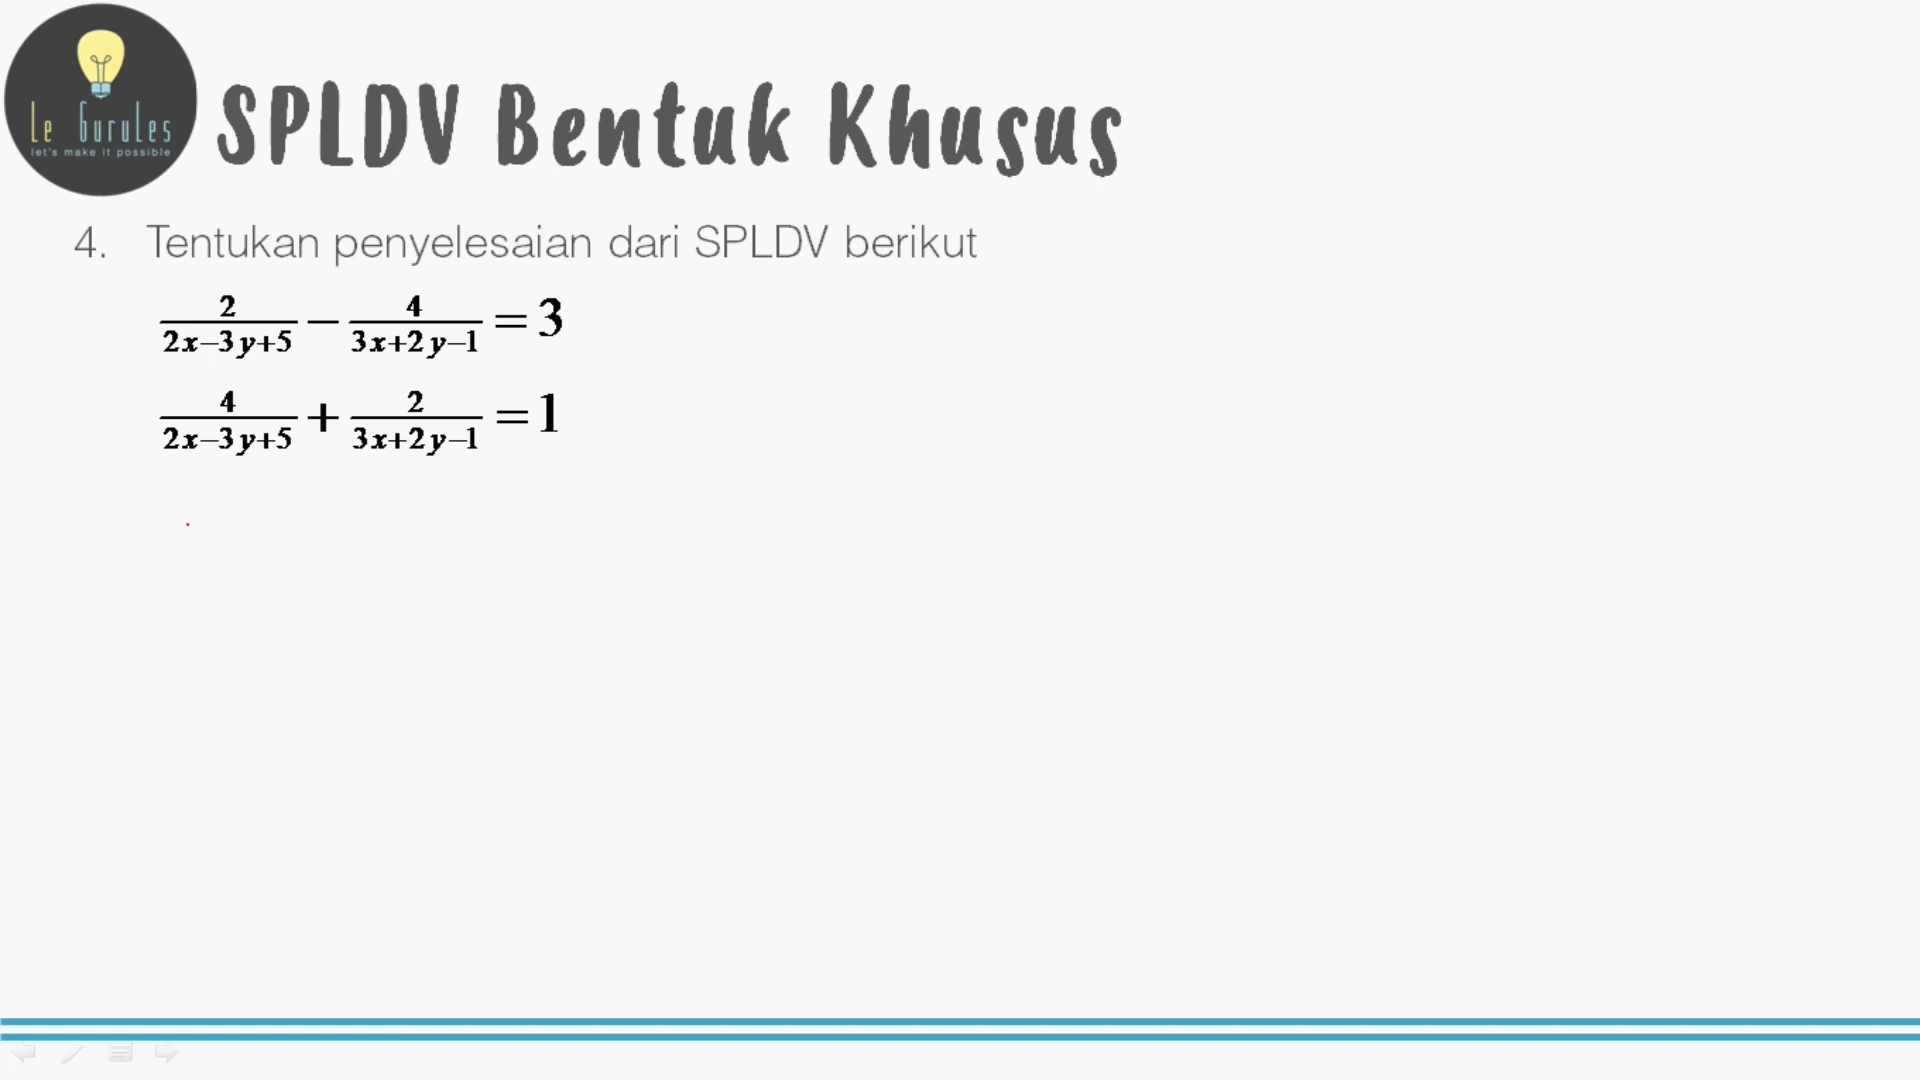 Le GuruLes
let's make it possible
SPLDV Bentuk Khusus
4. Tentukan penyelesaian dari SPLDV berikut
2/(2x−3y+5) − 4/(3x+2y−1) = 3
4/(2x−3y+5) + 2/(3x+2y−1) = 1